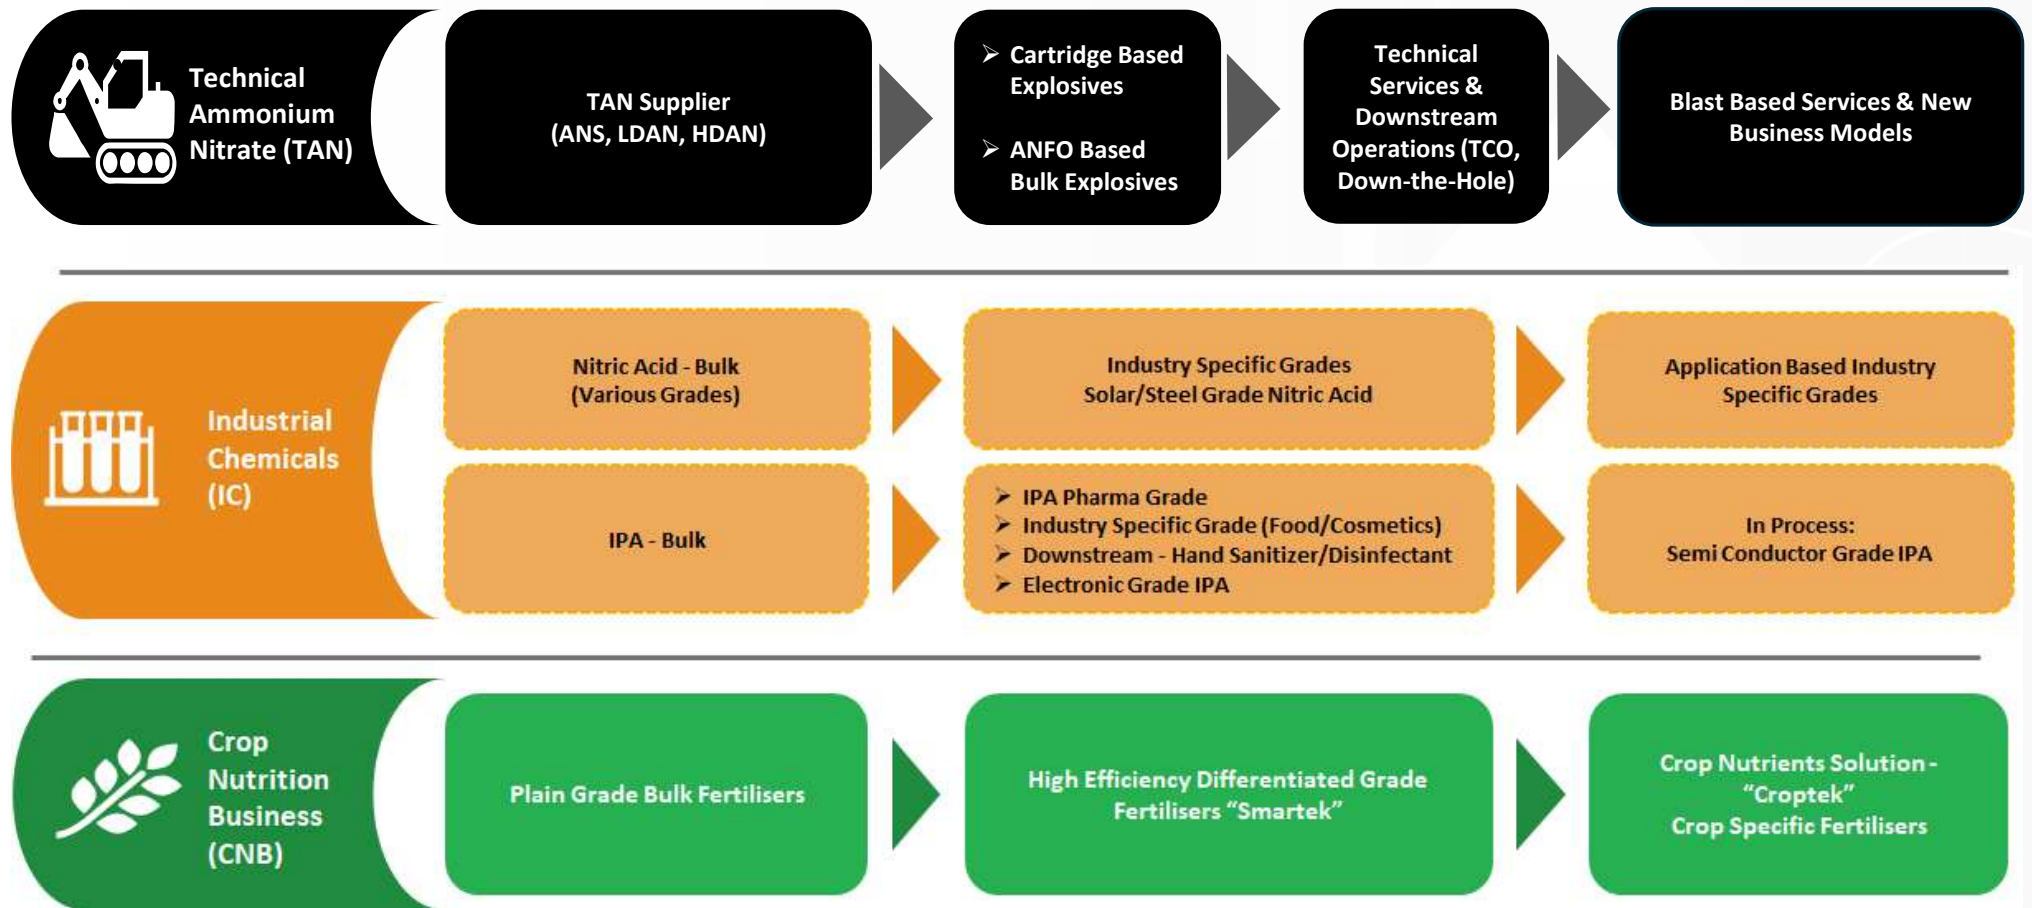 Technical
Ammonium
Nitrate (TAN)
TAN Supplier
(ANS, LDAN, HDAN)
➢ Cartridge Based
Explosives
➢ ANFO Based
Bulk Explosives
Technical
Services &
Downstream
Operations (TCO,
Down-the-Hole)
Blast Based Services & New
Business Models
Industrial
Chemicals
(IC)
Nitric Acid - Bulk
(Various Grades)
Industry Specific Grades
Solar/Steel Grade Nitric Acid
Application Based Industry
Specific Grades
IPA - Bulk
➢ IPA Pharma Grade
➢ Industry Specific Grade (Food/Cosmetics)
➢ Downstream - Hand Sanitizer/Disinfectant
➢ Electronic Grade IPA
In Process:
Semi Conductor Grade IPA
Crop
Nutrition
Business
(CNB)
Plain Grade Bulk Fertilisers
High Efficiency Differentiated Grade
Fertilisers “Smartek”
Crop Nutrients Solution -
“Croptek”
Crop Specific Fertilisers